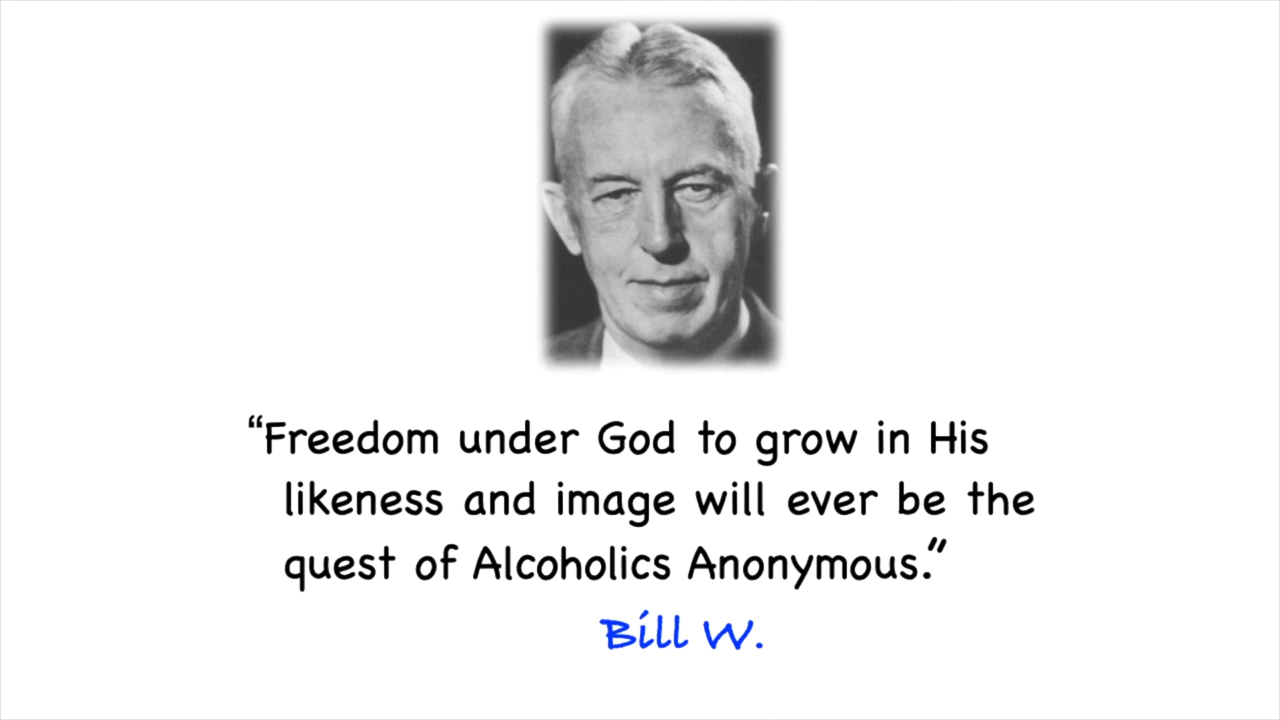 “Freedom under God to grow in His
likeness and image will ever be the
quest of Alcoholics Anonymous.”
Bill W.